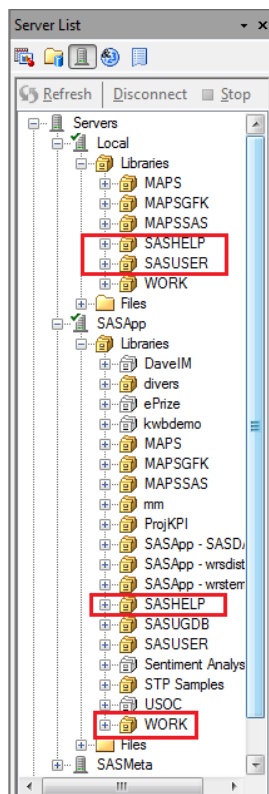 Server List
Refresh Disconnect Stop
Servers
Local
Libraries
MAPS
MAPSGFK
MAPSSAS
SASHELP
SASUSER
WORK
Files
SASApp
Libraries
DaveIM
divers
ePrize
kwbdemo
MAPS
MAPSGFK
MAPSSAS
mm
ProjKPI
SASApp - SASD
SASApp - wrsdist
SASApp - wrstem
SASHELP
SASUGDB
SASUSER
Sentiment Analys
STP Samples
USOC
WORK
Files
SASMeta